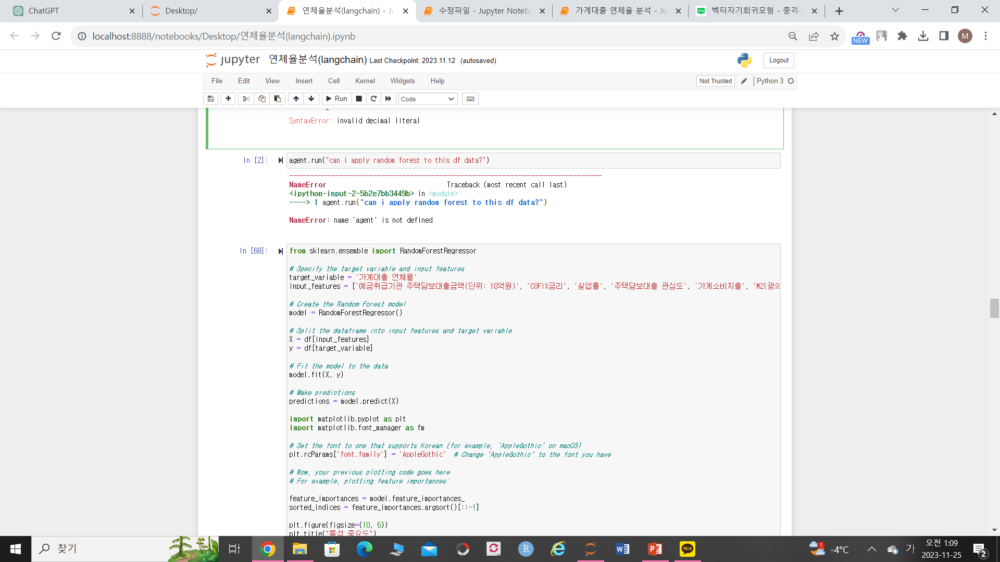 ChatGPT
Desktop/
연체율분석(langchain) - Ju
수정파일 - Jupyter Notebo
가계대출 연체율 분석 - Ju
벡터자기회귀모형 - 충격-
localhost:8888/notebooks/Desktop/연체율분석(langchain).ipynb
NEW
M
jupyter 연체율분석(langchain) Last Checkpoint: 2023.11.12 (autosaved)
Logout
File Edit View Insert Cell Kernel Widgets Help
Not Trusted
Python 3
Run
Code
^
SyntaxError: invalid decimal literal
In [2]: agent.run("can i apply random forest to this df data?")
---------------------------------------------------------------------------
NameError Traceback (most recent call last)
<ipython-input-2-5b2e7bb3449b> in <module>
----> 1 agent.run("can i apply random forest to this df data?")
NameError: name 'agent' is not defined
In [68]: from sklearn.ensemble import RandomForestRegressor
# Specify the target variable and input features
target_variable = '가계대출 연체율'
input_features = ['예금취급기관 주택담보대출금액(단위: 10억원)', 'COFIX금리', '실업률', '주택담보대출 관심도', '가계소비지출', 'M2(광의
# Create the Random Forest model
model = RandomForestRegressor()
# Split the dataframe into input features and target variable
X = df[input_features]
y = df[target_variable]
# Fit the model to the data
model.fit(X, y)
# Make predictions
predictions = model.predict(X)
import matplotlib.pyplot as plt
import matplotlib.font_manager as fm
# Set the font to one that supports Korean (for example, 'AppleGothic' on macOS)
plt.rcParams['font.family'] = 'AppleGothic' # Change 'AppleGothic' to the font you have
# Now, your previous plotting code goes here
# For example, plotting feature importances:
feature_importances = model.feature_importances_
sorted_indices = feature_importances.argsort()[::-1]
plt.figure(figsize=(10, 6))
plt.title("특성 중요도")
찾기
R
TALK
1
-4°C
가
오전 1:09
2023-11-25
2